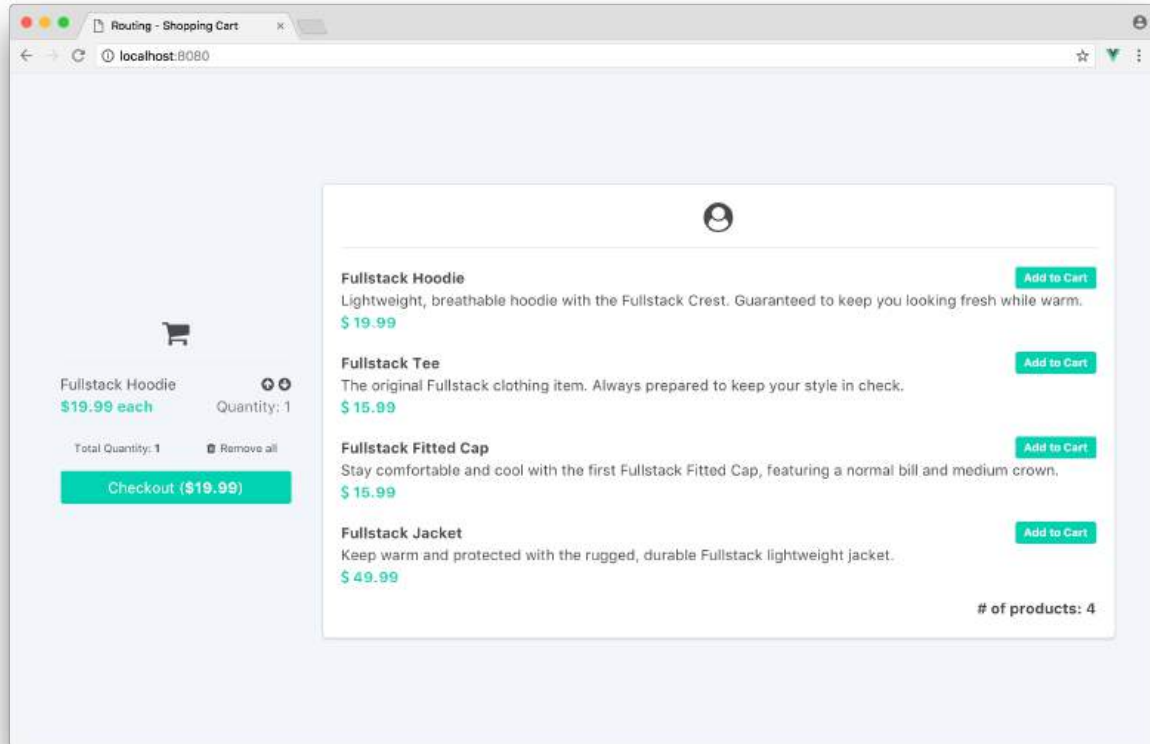 Routing - Shopping Cart
localhost:8080
Fullstack Hoodie
$19.99 each
Quantity: 1
Total Quantity: 1
Remove all
Checkout ($19.99)
Fullstack Hoodie
Add to Cart
Lightweight, breathable hoodie with the Fullstack Crest. Guaranteed to keep you looking fresh while warm.
$ 19.99
Fullstack Tee
Add to Cart
The original Fullstack clothing item. Always prepared to keep your style in check.
$ 15.99
Fullstack Fitted Cap
Add to Cart
Stay comfortable and cool with the first Fullstack Fitted Cap, featuring a normal bill and medium crown.
$ 15.99
Fullstack Jacket
Add to Cart
Keep warm and protected with the rugged, durable Fullstack lightweight jacket.
$ 49.99
# of products: 4